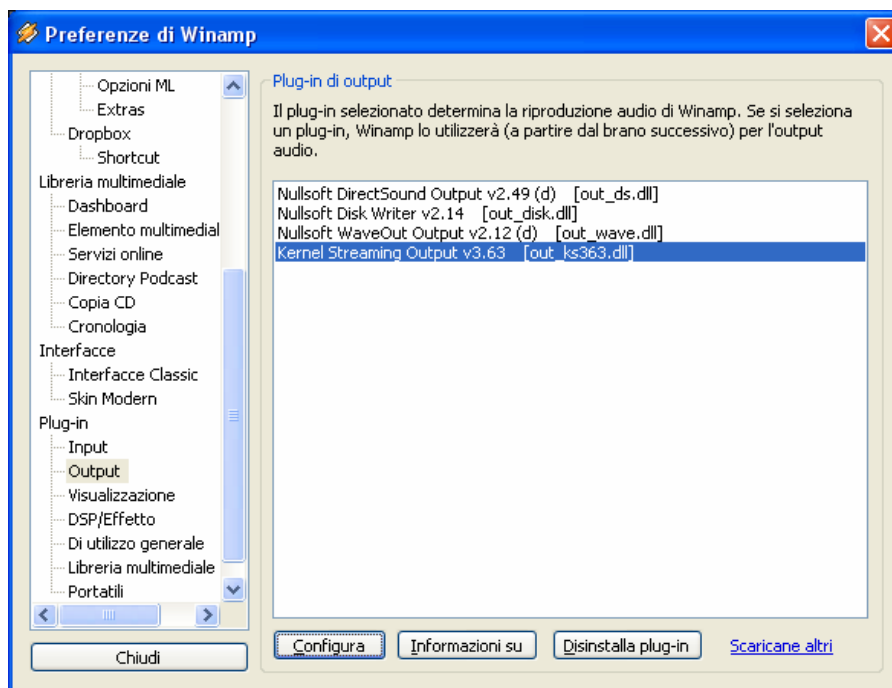 Preferenze di Winamp
Opzioni ML
Extras
Dropbox
Shortcut
Libreria multimediale
Dashboard
Elemento multimedial
Servizi online
Directory Podcast
Copia CD
Cronologia
Interfacce
Interfacce Classic
Skin Modern
Plug-in
Input
Output
Visualizzazione
DSP/Effetto
Di utilizzo generale
Libreria multimediale
Portatili
Chiudi
Plug-in di output
Il plug-in selezionato determina la riproduzione audio di Winamp. Se si seleziona
un plug-in, Winamp lo utilizzerà (a partire dal brano successivo) per l'output
audio.
Nullsoft DirectSound Output v2.49 (d) [out_ds.dll]
Nullsoft Disk Writer v2.14 [out_disk.dll]
Nullsoft WaveOut Output v2.12 (d) [out_wave.dll]
Kernel Streaming Output v3.63 [out_ks363.dll]
Configura
Informazioni su
Disinstalla plug-in
Scaricane altri